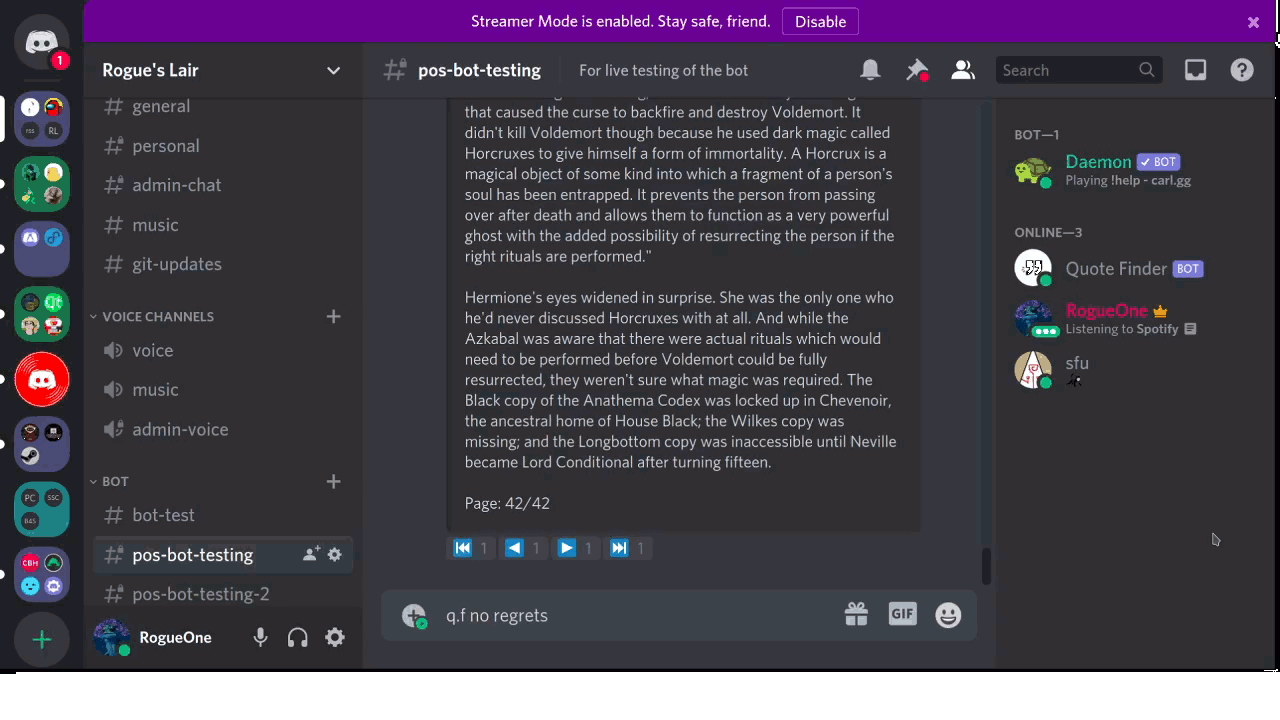 Streamer Mode is enabled. Stay safe, friend.
Disable
1
Rogue's Lair
general
personal
admin-chat
music
git-updates
VOICE CHANNELS
voice
music
admin-voice
BOT
bot-test
pos-bot-testing
pos-bot-testing-2
RogueOne
rss
RL
PC
SSC
B4S
CBH
pos-bot-testing
For live testing of the bot
Search
that caused the curse to backfire and destroy Voldemort. It
didn't kill Voldemort though because he used dark magic called
Horcruxes to give himself a form of immortality. A Horcrux is a
magical object of some kind into which a fragment of a person's
soul has been entrapped. It prevents the person from passing
over after death and allows them to function as a very powerful
ghost with the added possibility of resurrecting the person if the
right rituals are performed."
Hermione's eyes widened in surprise. She was the only one who
he'd never discussed Horcruxes with at all. And while the
Azkabal was aware that there were actual rituals which would
need to be performed before Voldemort could be fully
resurrected, they weren't sure what magic was required. The
Black copy of the Anathema Codex was locked up in Chevenoir,
the ancestral home of House Black; the Wilkes copy was
missing; and the Longbottom copy was inaccessible until Neville
became Lord Conditional after turning fifteen.
Page: 42/42
1 1 1 1
q.f no regrets
GIF
BOT—1
Daemon BOT
Playing !help - carl.gg
ONLINE—3
Quote Finder BOT
RogueOne
Listening to Spotify
sfu